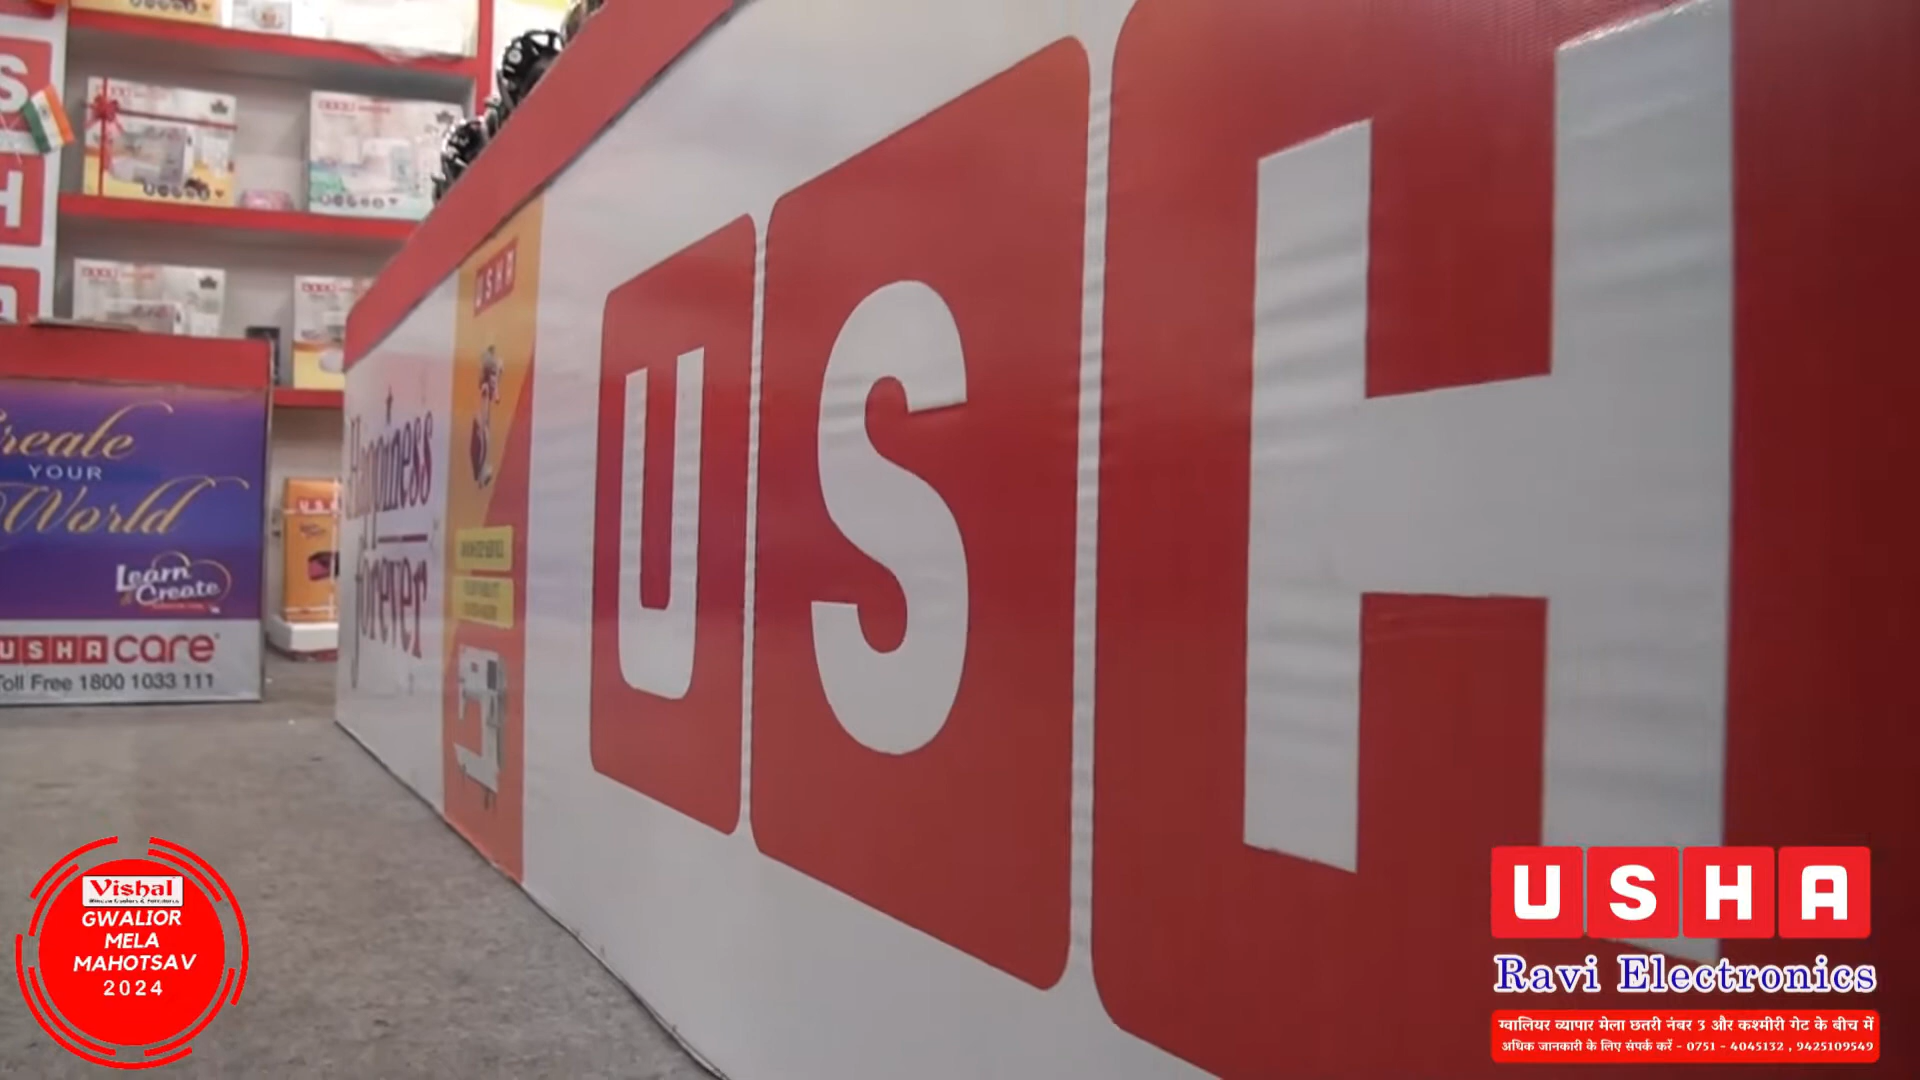 S
H
A
USHA
Happiness
forever
USH
Create
YOUR
World
Learn
Create
USHA care
Toll Free 1800 1033 111
Vishal
GWALIOR
MELA
MAHOTSAV
2024
USHA
Ravi Electronics
ग्वालियर व्यापार मेला छतरी नंबर 3 और कश्मीरी गेट के बीच में
अधिक जानकारी के लिए संपर्क करें - 0751 - 4045132 , 9425109549